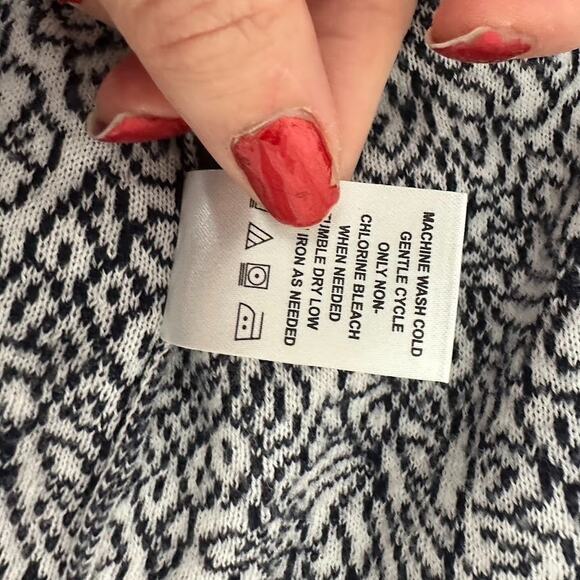 MACHINE WASH COLD
GENTLE CYCLE
ONLY NON-
CHLORINE BLEACH
WHEN NEEDED
TUMBLE DRY LOW
IRON AS NEEDED